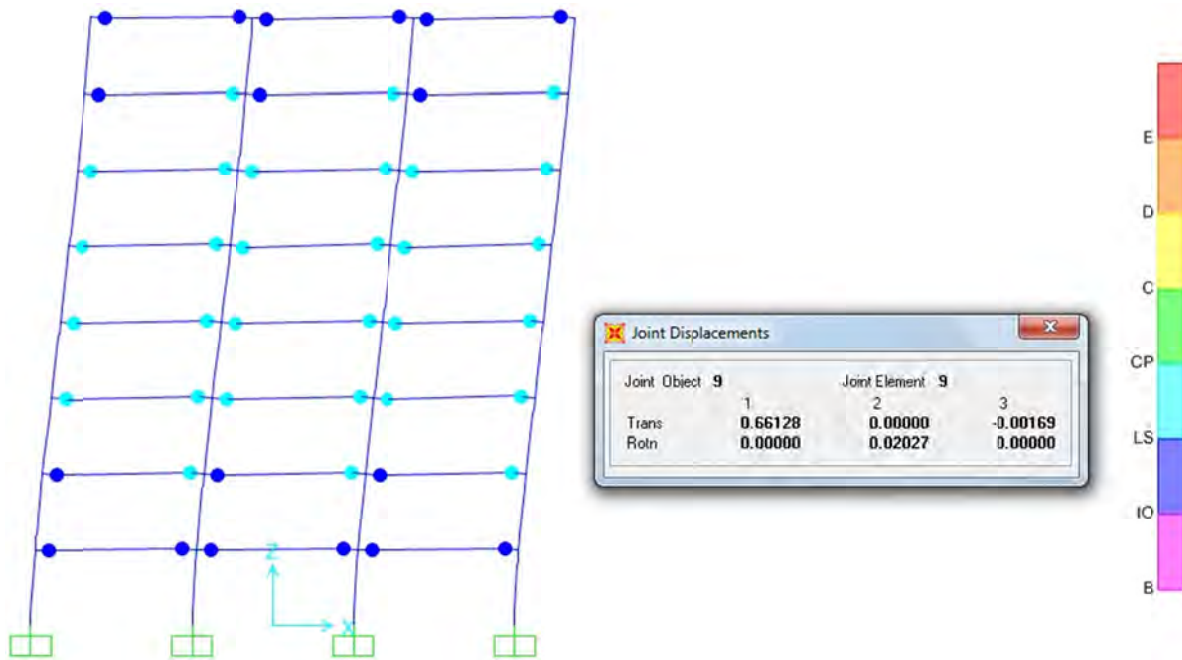 Z
X
Joint Displacements
Joint Object 9 Joint Element 9
1 2 3
Trans 0.66128 0.00000 -0.00169
Rotn 0.00000 0.02027 0.00000
E
D
C
CP
LS
IO
B